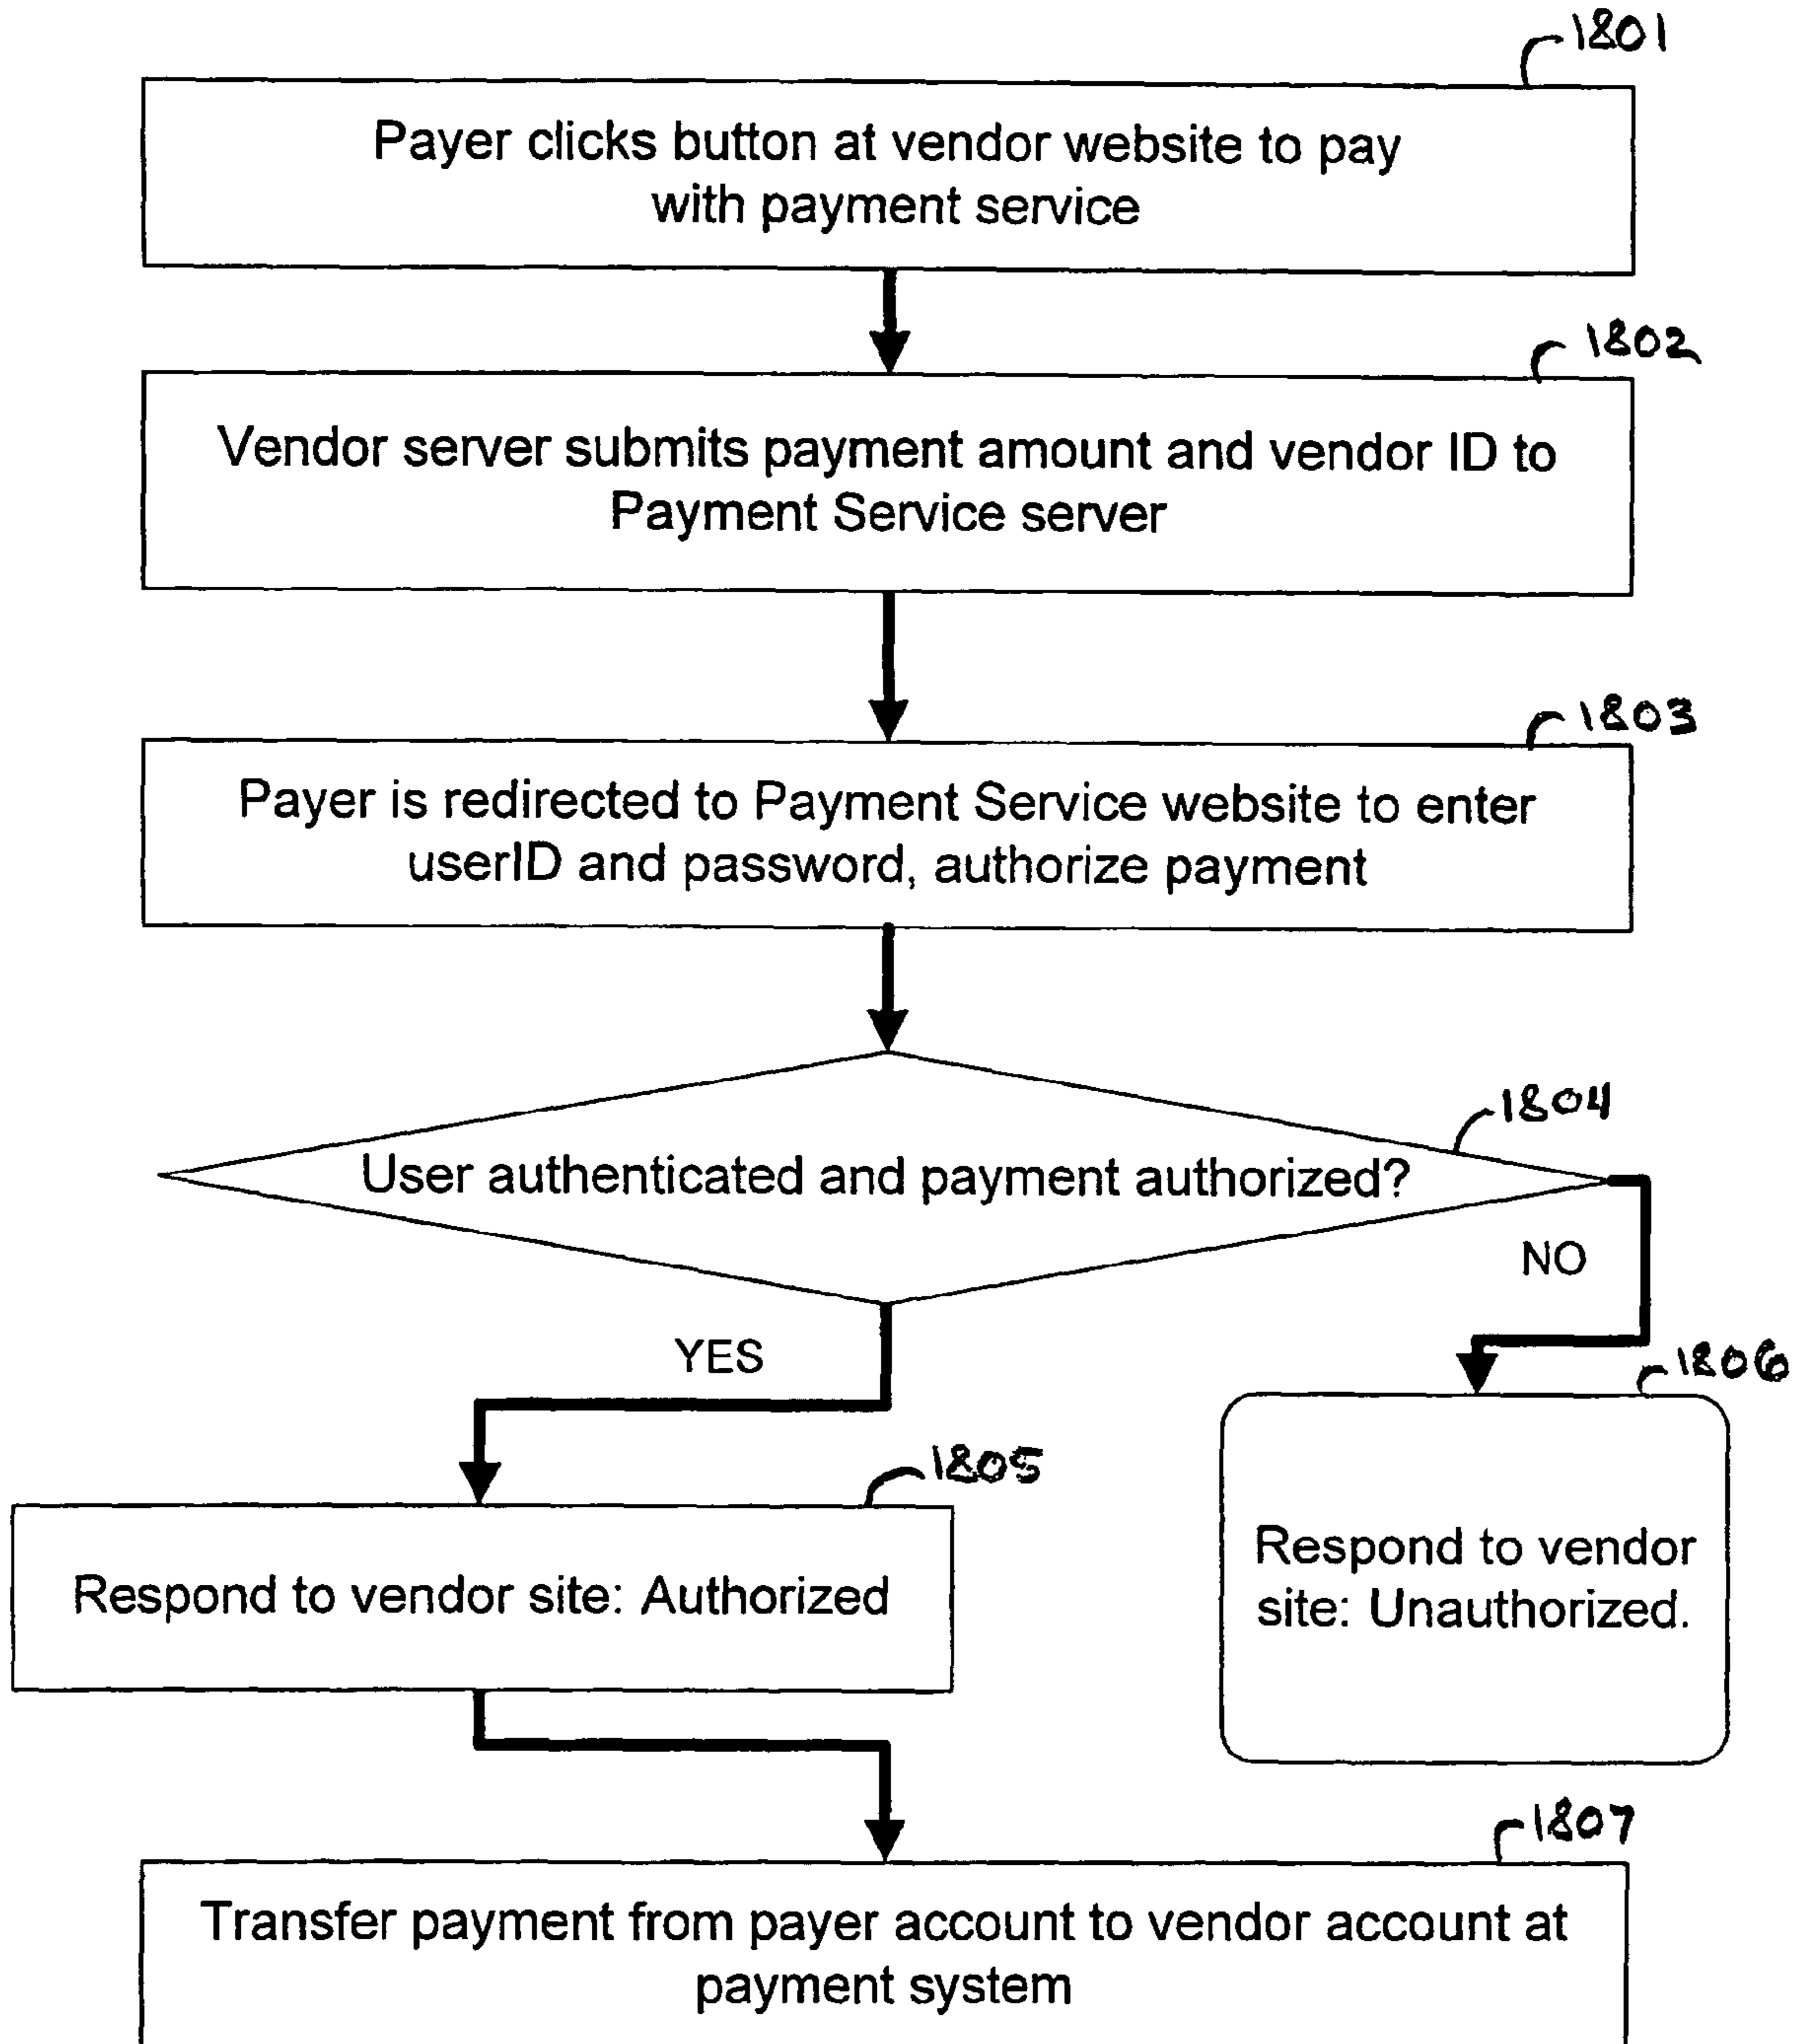 1801
Payer clicks button at vendor website to pay
with payment service
1802
Vendor server submits payment amount and vendor ID to
Payment Service server
1803
Payer is redirected to Payment Service website to enter
userID and password, authorize payment
1804
User authenticated and payment authorized?
NO
YES
1806
1805
Respond to vendor site: Authorized
Respond to vendor
site: Unauthorized.
1807
Transfer payment from payer account to vendor account at
payment system